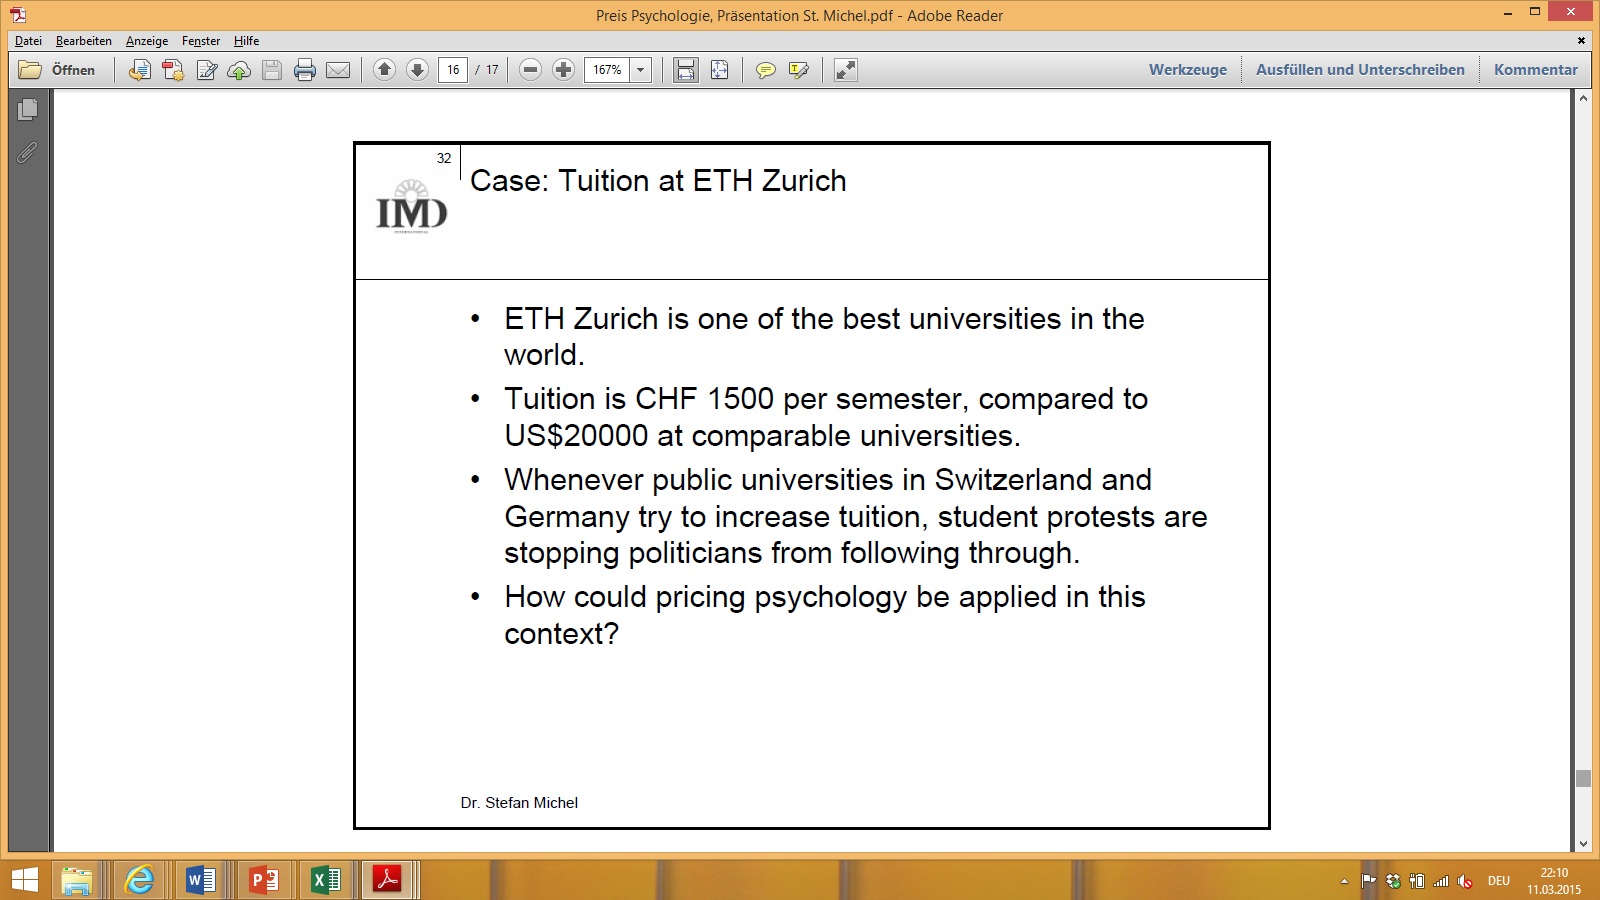 Preis Psychologie, Präsentation St. Michel.pdf - Adobe Reader
Datei Bearbeiten Anzeige Fenster Hilfe
Öffnen 16 / 17 167% Werkzeuge Ausfüllen und Unterschreiben Kommentar
32
Case: Tuition at ETH Zurich
IMD
INTERNATIONAL
• ETH Zurich is one of the best universities in the
world.
• Tuition is CHF 1500 per semester, compared to
US$20000 at comparable universities.
• Whenever public universities in Switzerland and
Germany try to increase tuition, student protests are
stopping politicians from following through.
• How could pricing psychology be applied in this
context?
Dr. Stefan Michel
DEU
22:10
11.03.2015